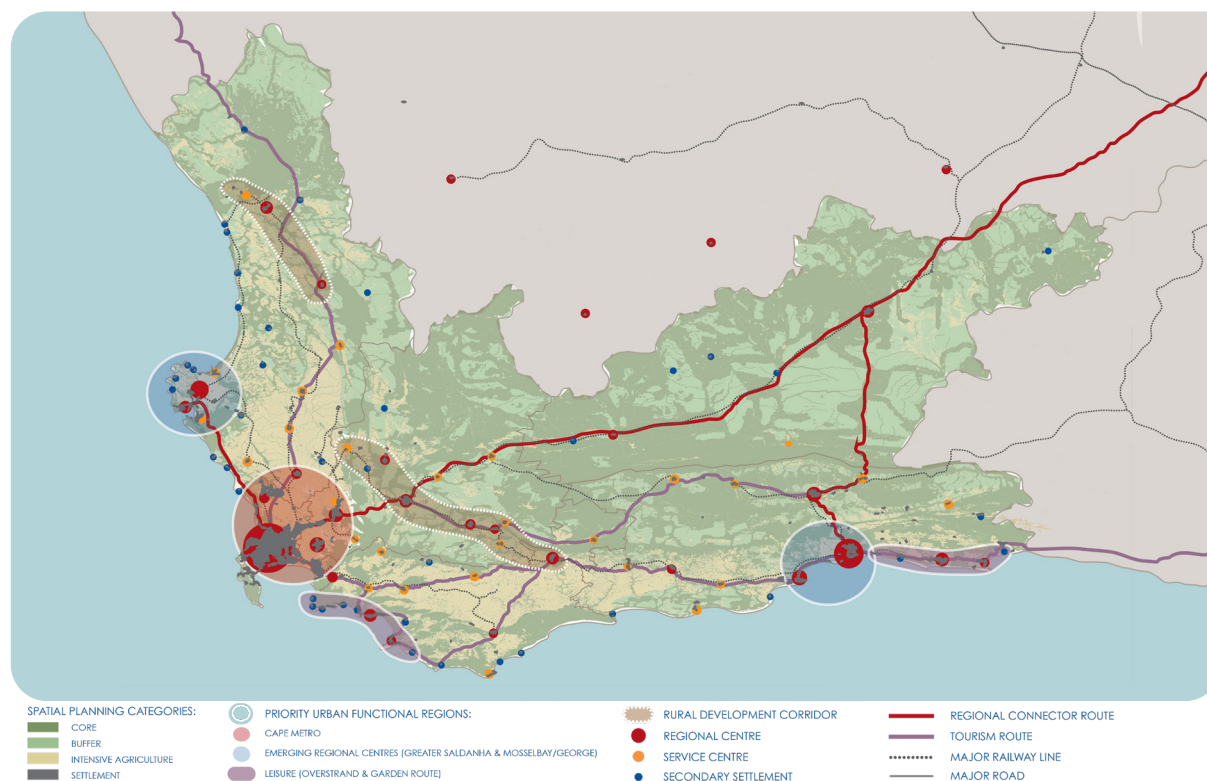 SPATIAL PLANNING CATEGORIES:
CORE
BUFFER
INTENSIVE AGRICULTURE
SETTLEMENT
PRIORITY URBAN FUNCTIONAL REGIONS:
CAPE METRO
EMERGING REGIONAL CENTRES (GREATER SALDANHA & MOSSELBAY/GEORGE)
LEISURE (OVERSTRAND & GARDEN ROUTE)
RURAL DEVELOPMENT CORRIDOR
REGIONAL CENTRE
SERVICE CENTRE
SECONDARY SETTLEMENT
REGIONAL CONNECTOR ROUTE
TOURISM ROUTE
MAJOR RAILWAY LINE
MAJOR ROAD